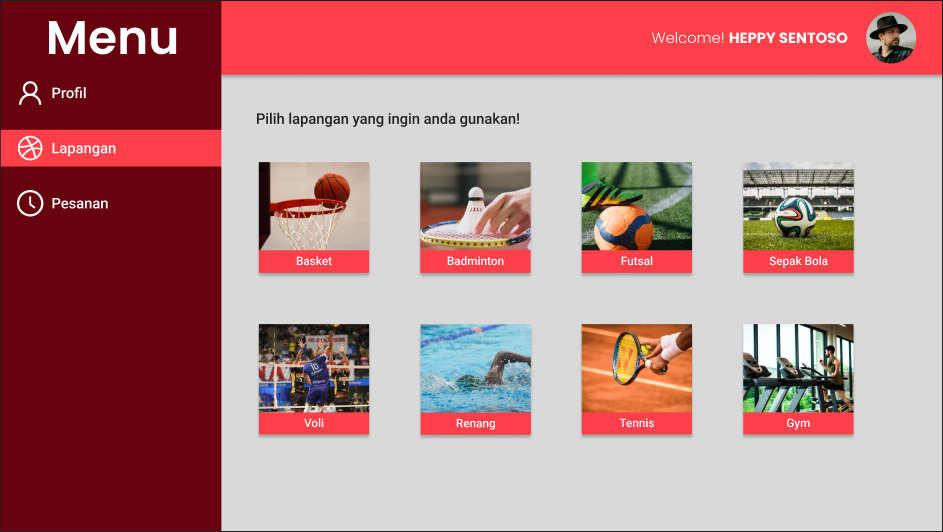 Menu
Welcome! HEPPY SENTOSO
Profil
Lapangan
Pesanan
Pilih lapangan yang ingin anda gunakan!
Basket
Badminton
Futsal
Sepak Bola
Voli
Renang
Tennis
Gym